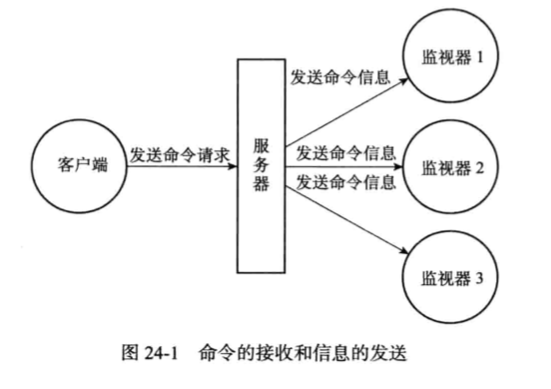 监视器 1
发送命令信息
客户端
发送命令请求
服务器
发送命令信息
监视器 2
发送命令信息
监视器 3
图 24-1 命令的接收和信息的发送